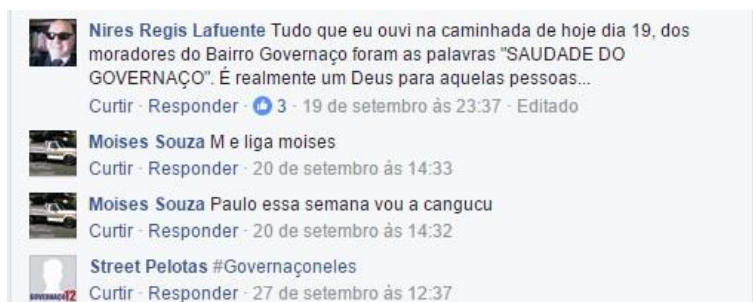 Nires Regis Lafuente Tudo que eu ouvi na caminhada de hoje dia 19, dos
moradores do Bairro Governaço foram as palavras "SAUDADE DO
GOVERNAÇO". É realmente um Deus para aquelas pessoas...
Curtir · Responder · 3 · 19 de setembro às 23:37 · Editado
Moises Souza M e liga moises
Curtir · Responder · 20 de setembro às 14:33
Moises Souza Paulo essa semana vou a cangucu
Curtir · Responder · 20 de setembro às 14:32
Street Pelotas #Governaçoneles
GOVERNAÇO12
Curtir · Responder · 27 de setembro às 12:37